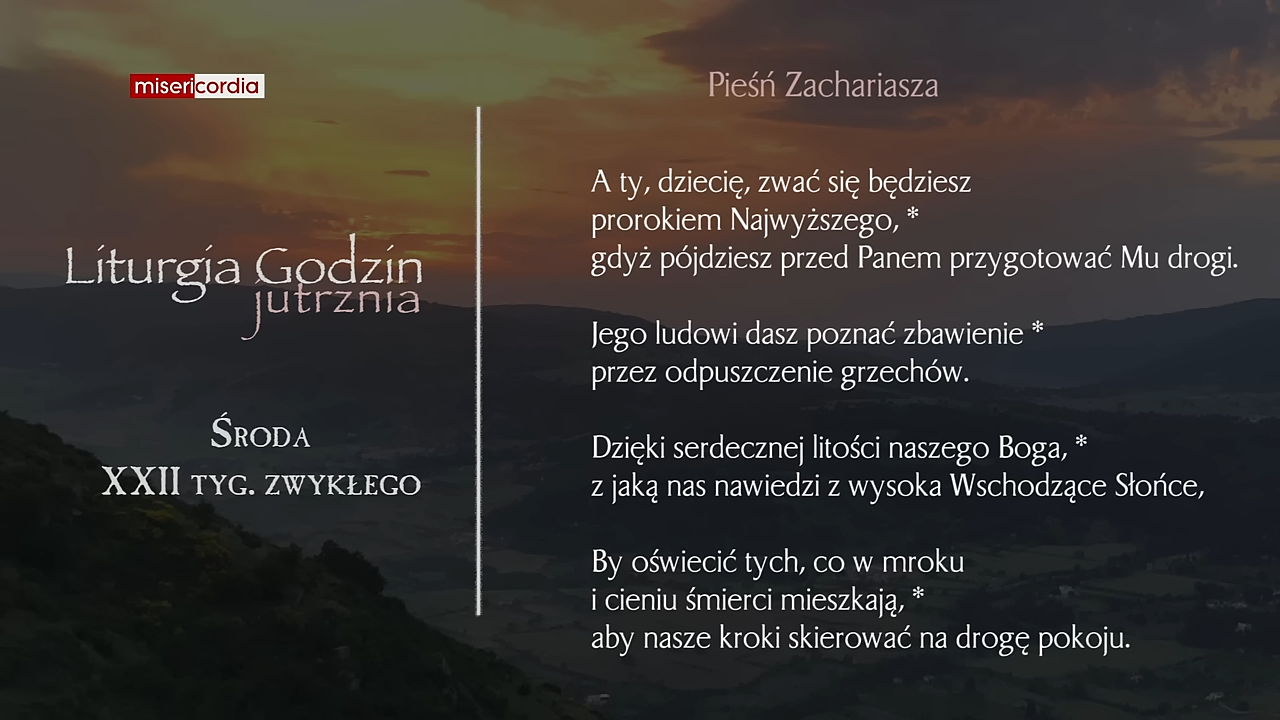 misericordia
Liturgia Godzin
jutrznia
Środa
XXII tyg. zwykłego
Pieśń Zachariasza
A ty, dziecię, zwać się będziesz
prorokiem Najwyższego, *
gdyż pójdziesz przed Panem przygotować Mu drogi.
Jego ludowi dasz poznać zbawienie *
przez odpuszczenie grzechów.
Dzięki serdecznej litości naszego Boga, *
z jaką nas nawiedzi z wysoka Wschodzące Słońce,
By oświecić tych, co w mroku
i cieniu śmierci mieszkają, *
aby nasze kroki skierować na drogę pokoju.